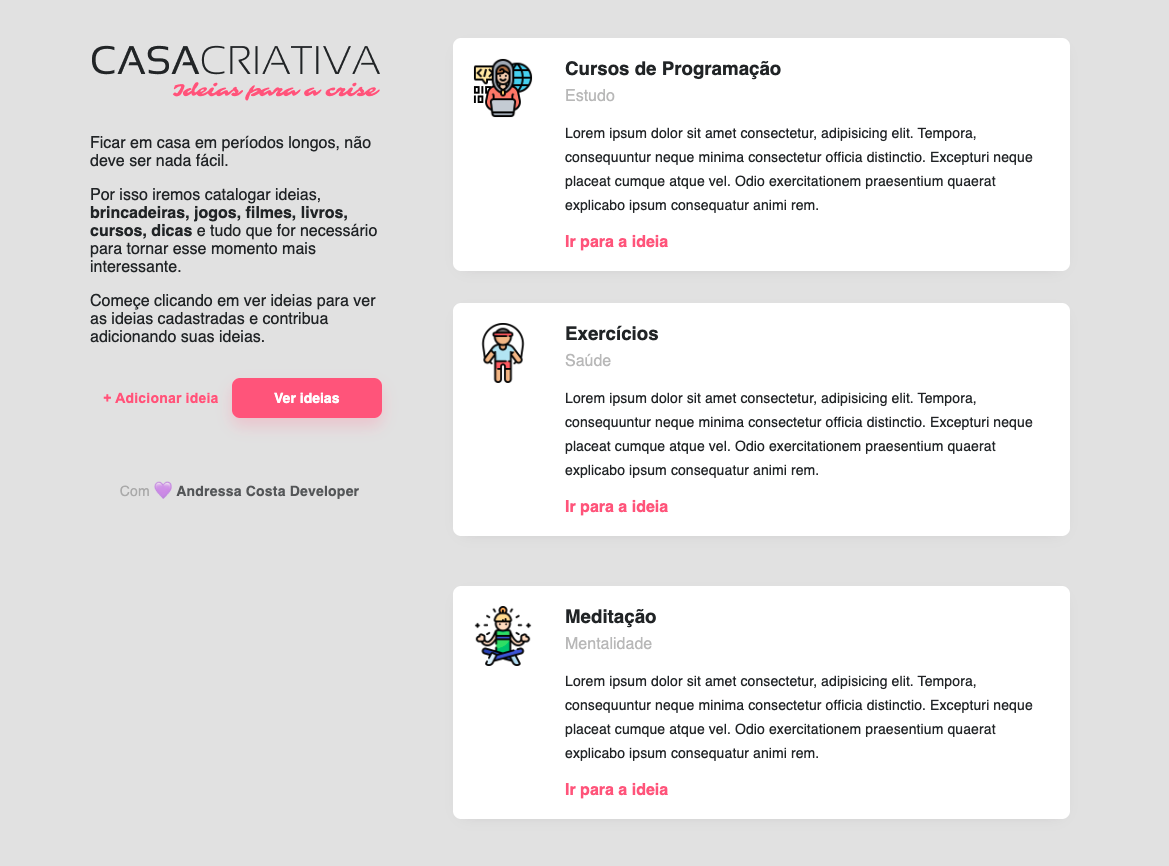 CASACRIATIVA
Ideias para a crise
Ficar em casa em períodos longos, não
deve ser nada fácil.
Por isso iremos catalogar ideias,
brincadeiras, jogos, filmes, livros,
cursos, dicas e tudo que for necessário
para tornar esse momento mais
interessante.
Começe clicando em ver ideias para ver
as ideias cadastradas e contribua
adicionando suas ideias.
+ Adicionar ideia
Ver ideias
Com 💜 Andressa Costa Developer
Cursos de Programação
Estudo
Lorem ipsum dolor sit amet consectetur, adipisicing elit. Tempora,
consequuntur neque minima consectetur officia distinctio. Excepturi neque
placeat cumque atque vel. Odio exercitationem praesentium quaerat
explicabo ipsum consequatur animi rem.
Ir para a ideia
Exercícios
Saúde
Lorem ipsum dolor sit amet consectetur, adipisicing elit. Tempora,
consequuntur neque minima consectetur officia distinctio. Excepturi neque
placeat cumque atque vel. Odio exercitationem praesentium quaerat
explicabo ipsum consequatur animi rem.
Ir para a ideia
Meditação
Mentalidade
Lorem ipsum dolor sit amet consectetur, adipisicing elit. Tempora,
consequuntur neque minima consectetur officia distinctio. Excepturi neque
placeat cumque atque vel. Odio exercitationem praesentium quaerat
explicabo ipsum consequatur animi rem.
Ir para a ideia